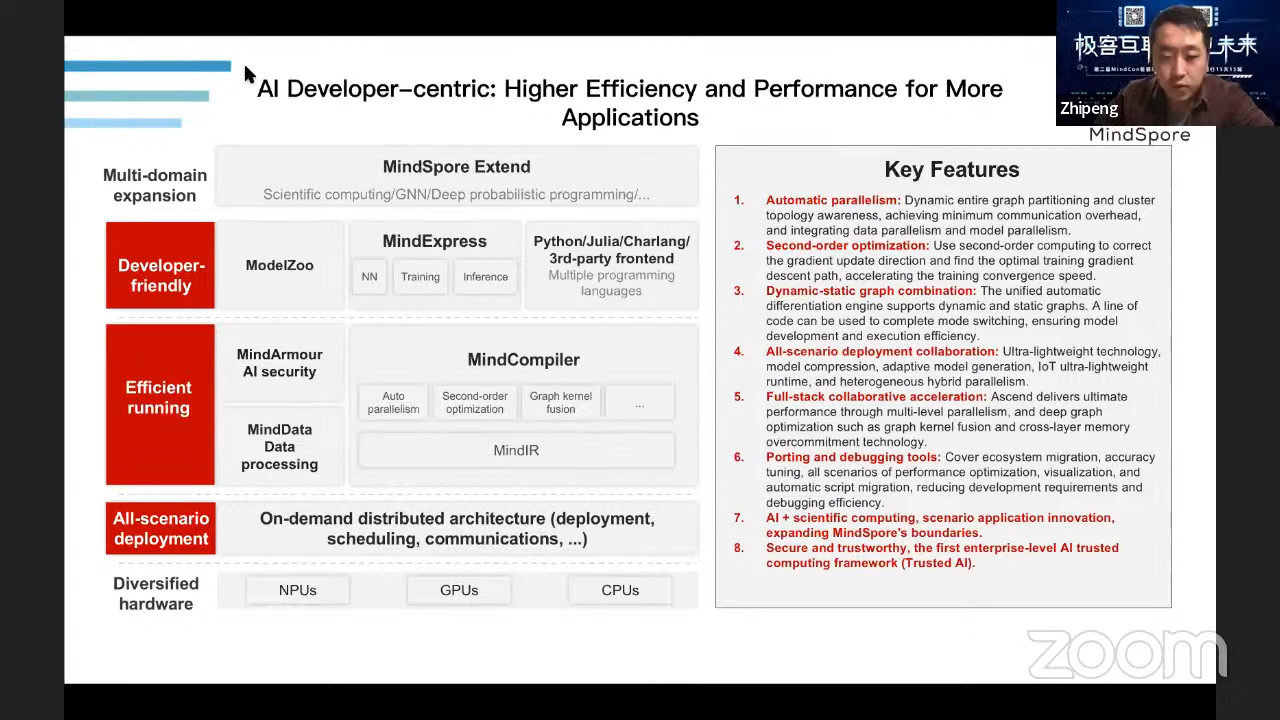 AI Developer–centric: Higher Efficiency and Performance for More
Applications
Zhipeng
MindSpore
Multi-domain
expansion
MindSpore Extend
Scientific computing/GNN/Deep probabilistic programming/...
Developer-
friendly
ModelZoo
MindExpress
NN
Training
Inference
Python/Julia/Charlang/
3rd-party frontend
Multiple programming
languages
Efficient
running
MindArmour
AI security
MindData
Data
processing
MindCompiler
Auto
parallelism
Second-order
optimization
Graph kernel
fusion
...
MindIR
All-scenario
deployment
On-demand distributed architecture (deployment,
scheduling, communications, ...)
Diversified
hardware
NPUs
GPUs
CPUs
Key Features
1. Automatic parallelism: Dynamic entire graph partitioning and cluster
topology awareness, achieving minimum communication overhead,
and integrating data parallelism and model parallelism.
2. Second-order optimization: Use second-order computing to correct
the gradient update direction and find the optimal training gradient
descent path, accelerating the training convergence speed.
3. Dynamic-static graph combination: The unified automatic
differentiation engine supports dynamic and static graphs. A line of
code can be used to complete mode switching, ensuring model
development and execution efficiency.
4. All-scenario deployment collaboration: Ultra-lightweight technology,
model compression, adaptive model generation, IoT ultra-lightweight
runtime, and heterogeneous hybrid parallelism.
5. Full-stack collaborative acceleration: Ascend delivers ultimate
performance through multi-level parallelism, and deep graph
optimization such as graph kernel fusion and cross-layer memory
overcommitment technology.
6. Porting and debugging tools: Cover ecosystem migration, accuracy
tuning, all scenarios of performance optimization, visualization, and
automatic script migration, reducing development requirements and
debugging efficiency.
7. AI + scientific computing, scenario application innovation,
expanding MindSpore's boundaries.
8. Secure and trustworthy, the first enterprise-level AI trusted
computing framework (Trusted AI).
极客互
未来
zoom